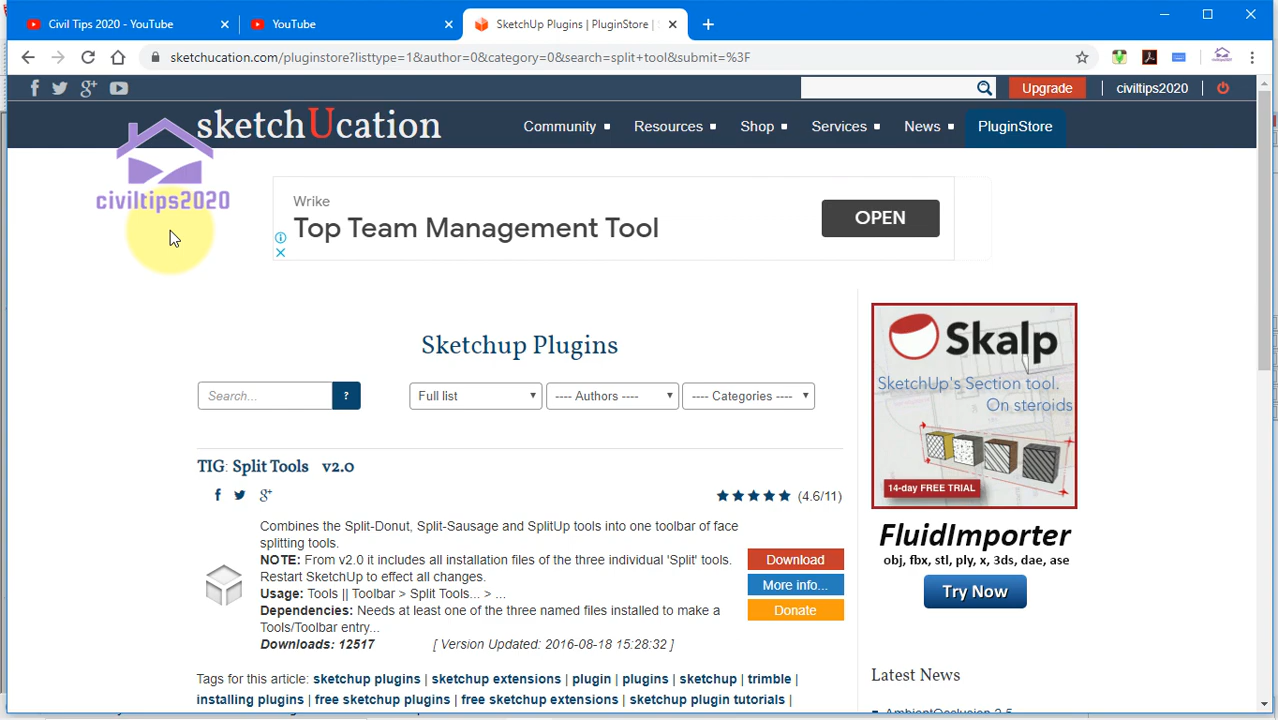 Civil Tips 2020 - YouTube
YouTube
SketchUp Plugins | PluginStore |
sketchucation.com/pluginstore?listtype=1&author=0&category=0&search=split+tool&submit=%3F
Upgrade
civiltips2020
sketchUcation
Community
Resources
Shop
Services
News
PluginStore
civiltips2020
Wrike
Top Team Management Tool
OPEN
Sketchup Plugins
Search...
?
Full list
---- Authors ----
---- Categories ----
Skalp
SketchUp's Section tool.
On steroids
14-day FREE TRIAL
TIG: Split Tools v2.0
(4.6/11)
Combines the Split-Donut, Split-Sausage and SplitUp tools into one toolbar of face
splitting tools.
NOTE: From v2.0 it includes all installation files of the three individual 'Split' tools.
Restart SketchUp to effect all changes.
Usage: Tools || Toolbar > Split Tools... > ...
Dependencies: Needs at least one of the three named files installed to make a
Tools/Toolbar entry...
Downloads: 12517 [ Version Updated: 2016-08-18 15:28:32 ]
Download
More info...
Donate
FluidImporter
obj, fbx, stl, ply, x, 3ds, dae, ase
Try Now
Tags for this article: sketchup plugins | sketchup extensions | plugin | plugins | sketchup | trimble |
installing plugins | free sketchup plugins | free sketchup extensions | sketchup plugin tutorials |
Latest News